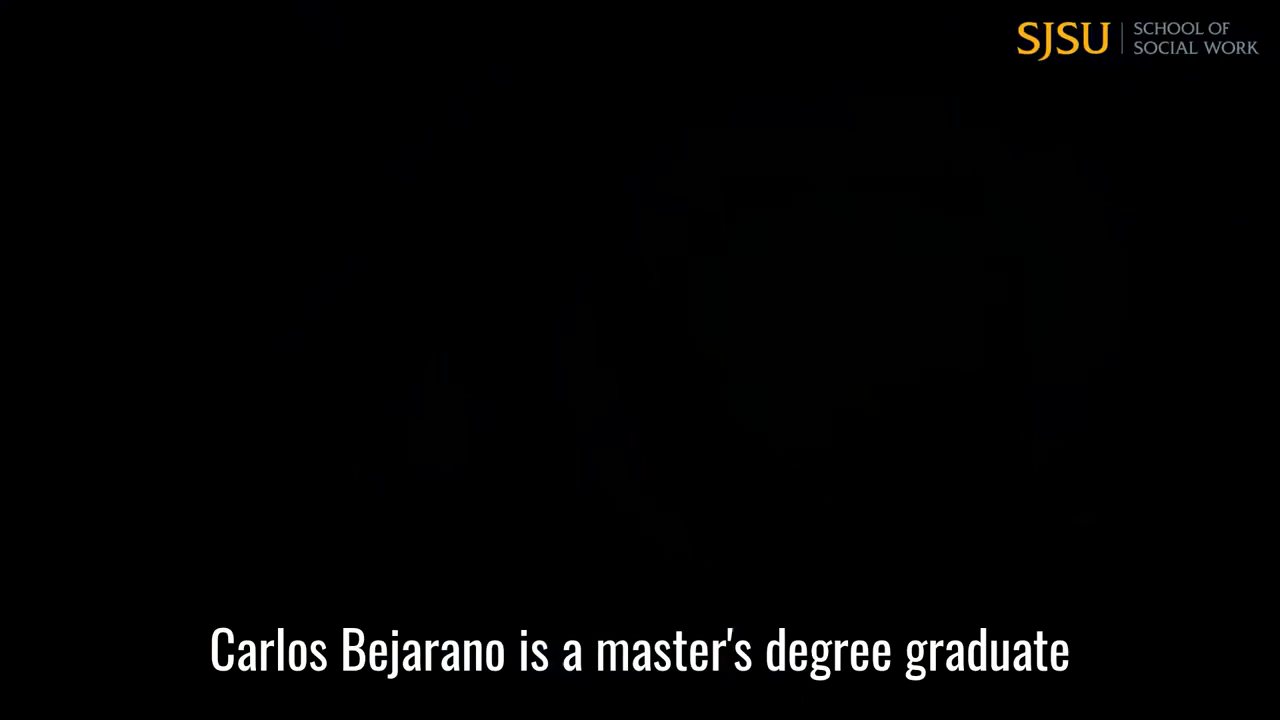 SJSU
SCHOOL OF
SOCIAL WORK
Carlos Bejarano is a master's degree graduate